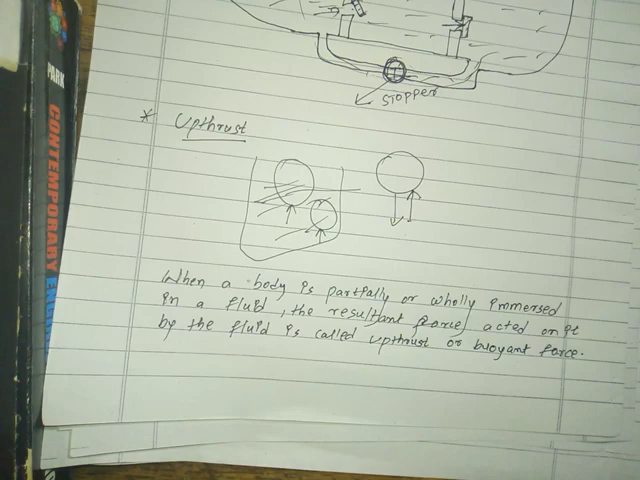 STOPPER
* Upthrust
When a body is partially or wholly immersed
in a fluid, the resultant force, acted on it
by the fluid is called upthrust or buoyant force.
PARK
CONTEMPORARY